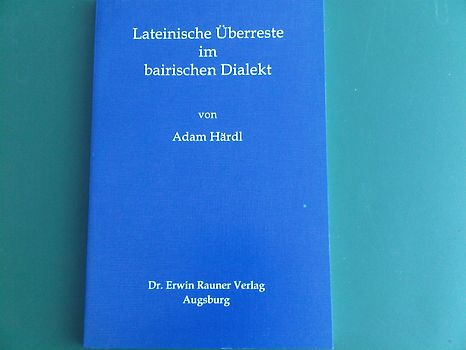 Lateinische Überreste
im
bairischen Dialekt
von
Adam Härdl
Dr. Erwin Rauner Verlag
Augsburg